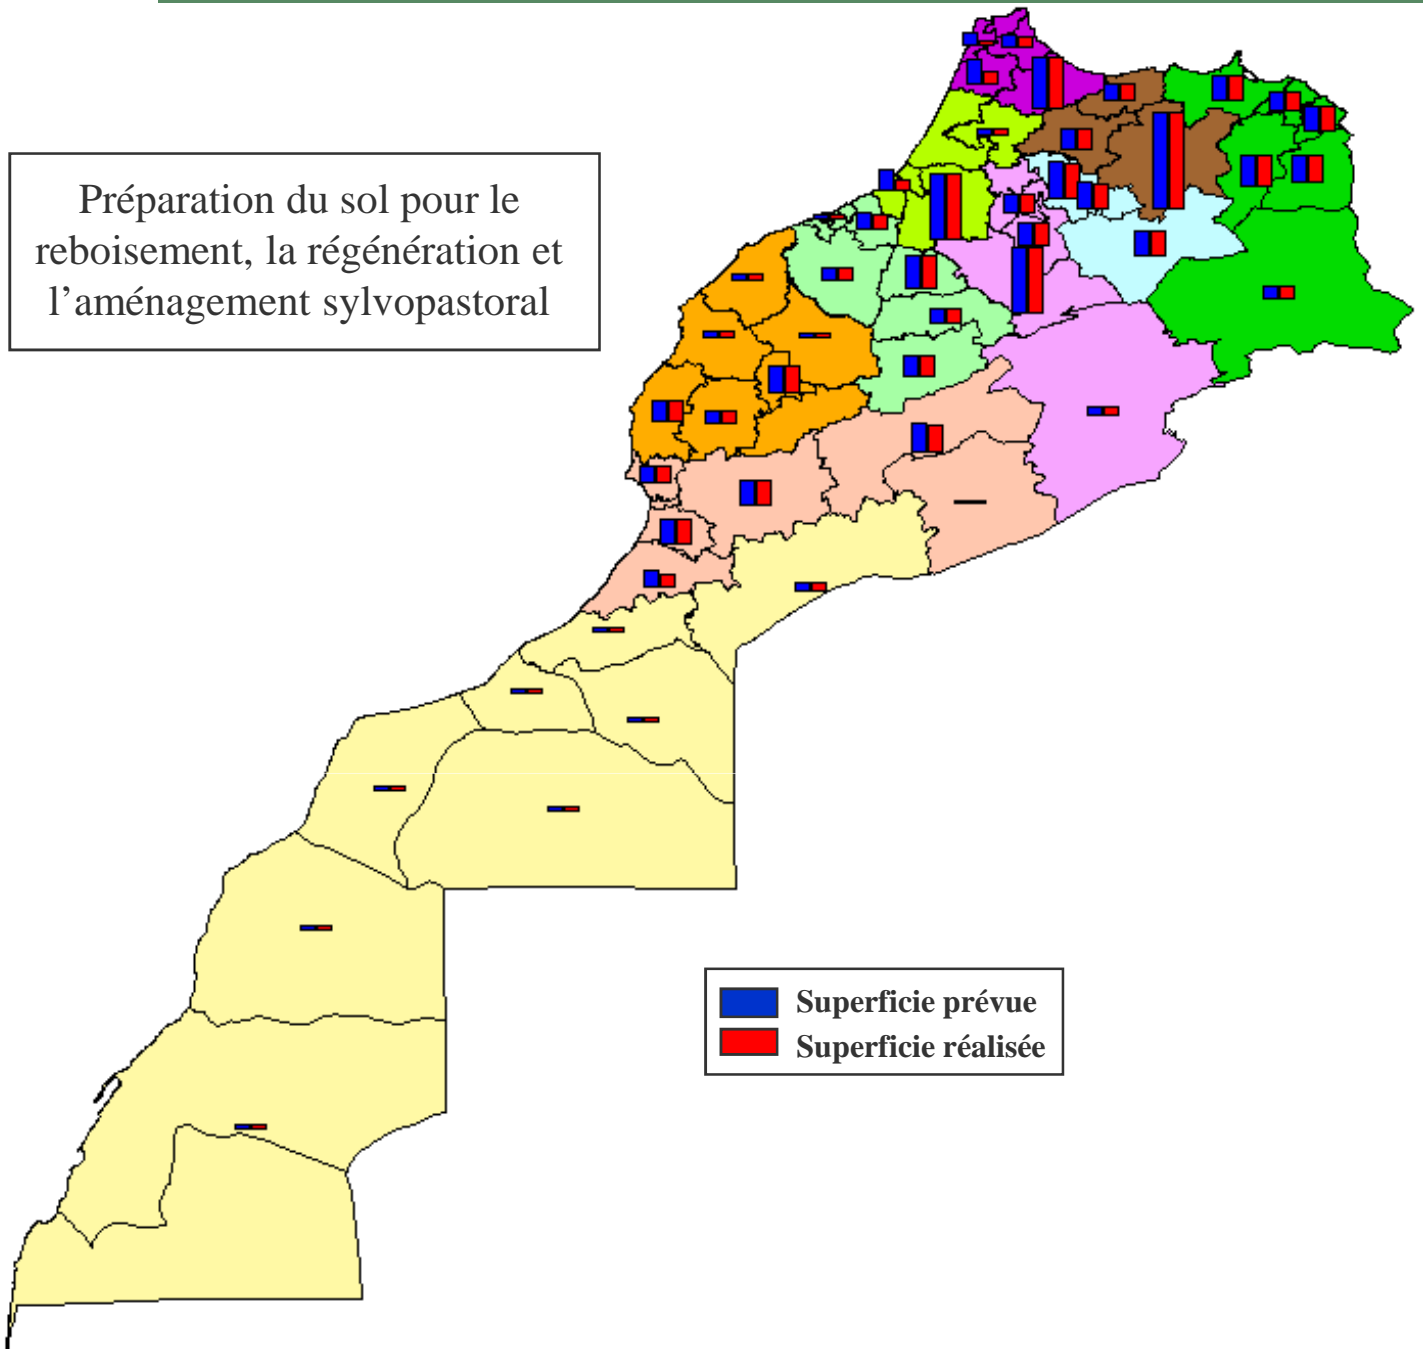 Préparation du sol pour le
reboisement, la régénération et
l’aménagement sylvopastoral
Superficie prévue
Superficie réalisée